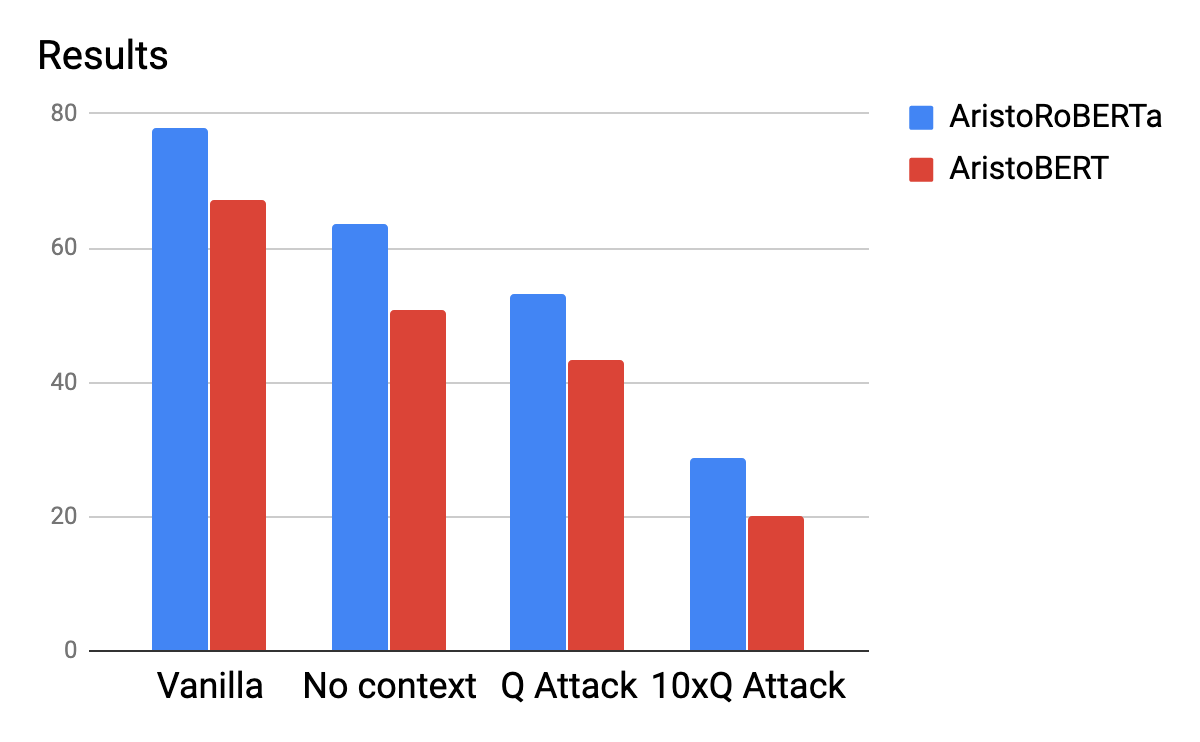 Results
80
60
40
20
0
Vanilla No context Q Attack 10xQ Attack
AristoRoBERTa
AristoBERT